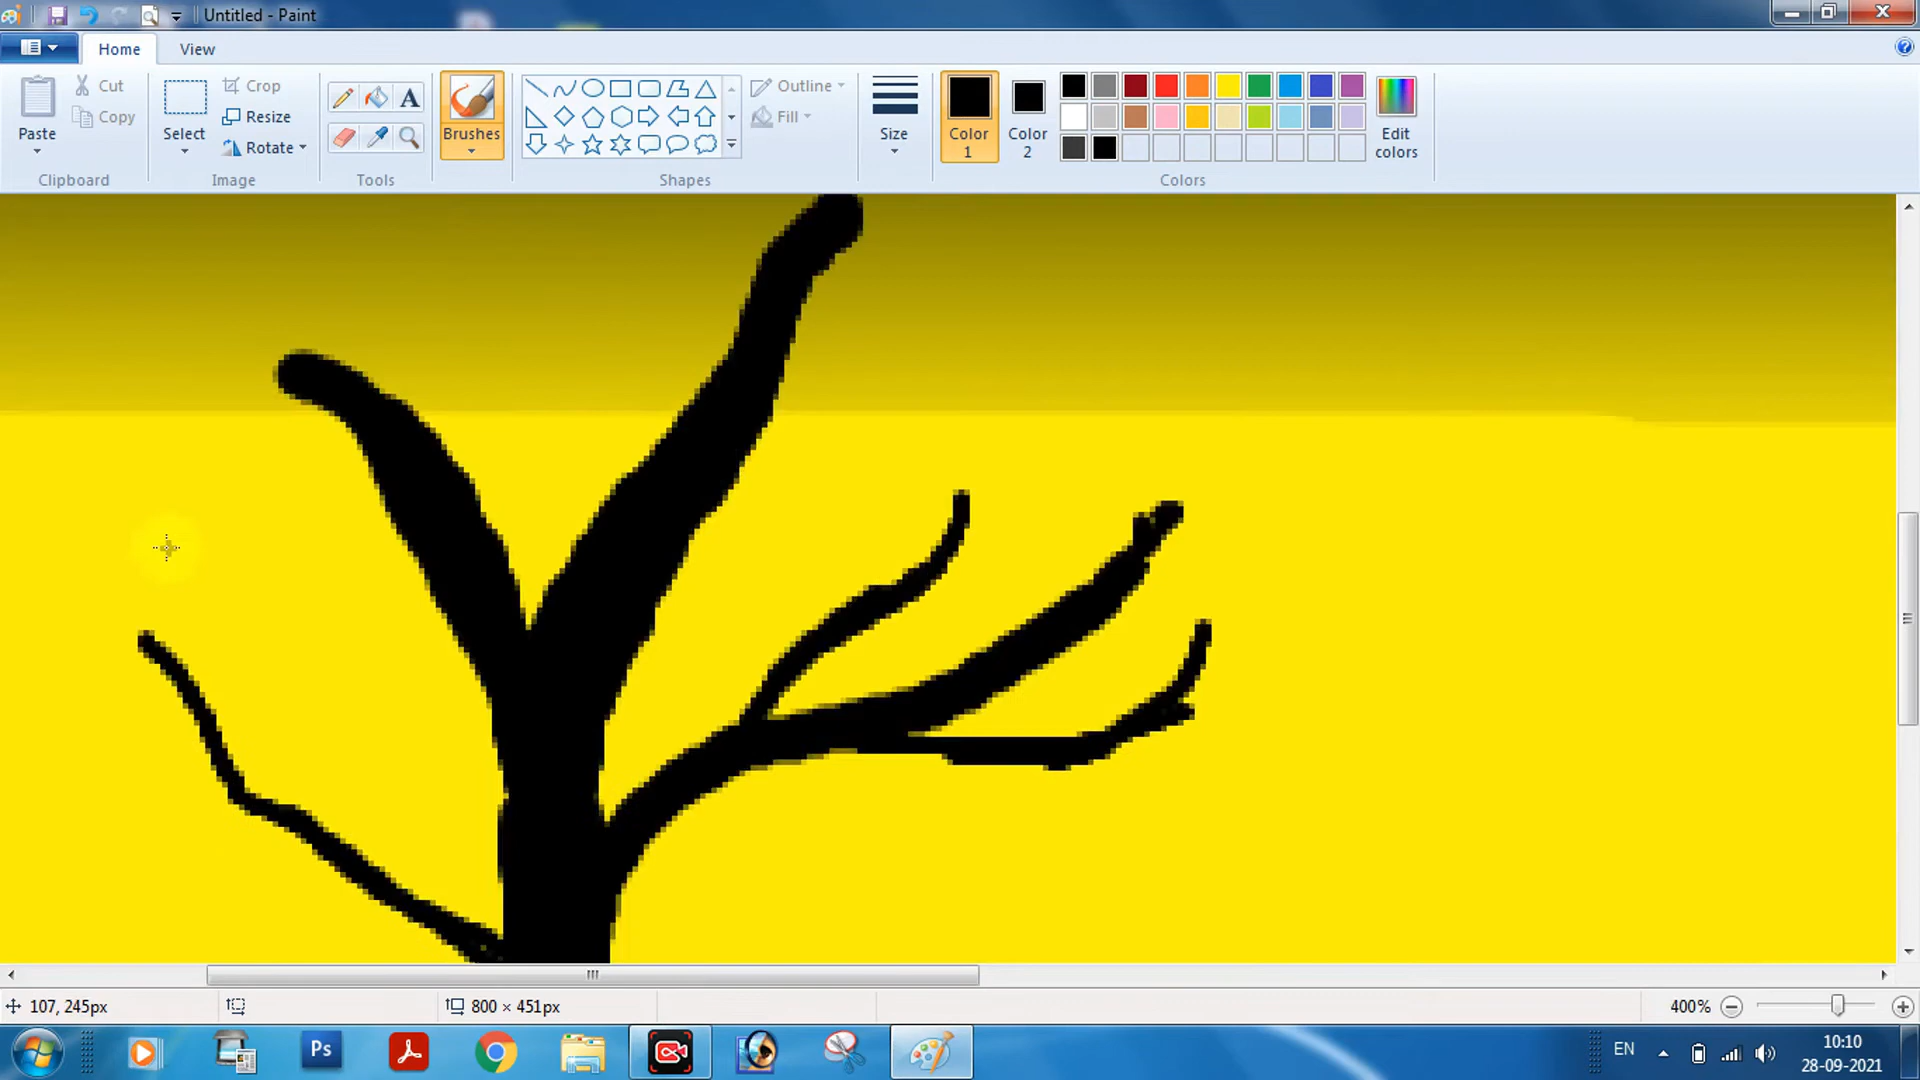 Untitled - Paint
Home
View
Paste
Cut
Copy
Clipboard
Select
Crop
Resize
Rotate
Image
A
Tools
Brushes
Outline
Fill
Shapes
Size
Color
1
Color
2
Edit
colors
Colors
107, 245px
800 × 451px
400%
Ps
EN
10:10
28-09-2021